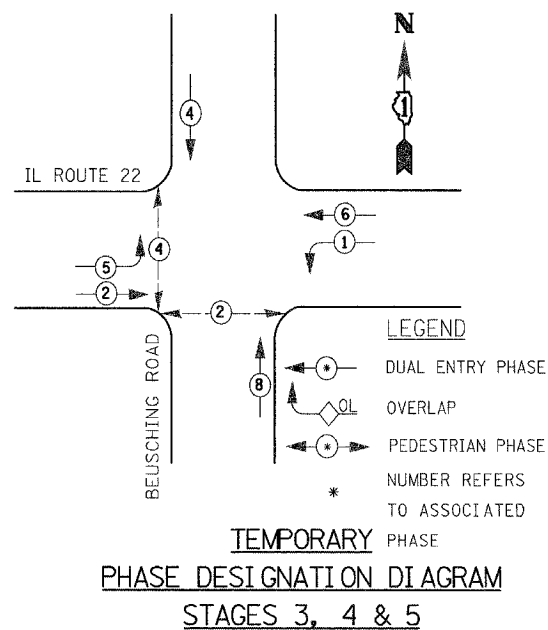 N
4
1
IL ROUTE 22
6
1
4
5
2
2
8
BEUSCHING ROAD
LEGEND
* DUAL ENTRY PHASE
OL OVERLAP
* PEDESTRIAN PHASE
* NUMBER REFERS
TO ASSOCIATED
PHASE
TEMPORARY
PHASE DESIGNATION DIAGRAM
STAGES 3, 4 & 5